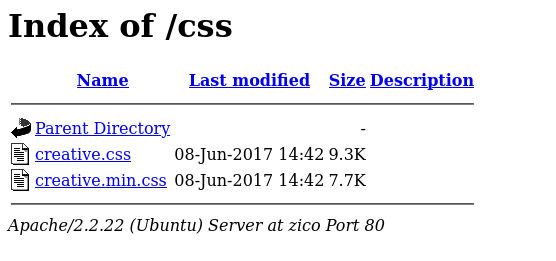 Index of /css
Name Last modified Size Description
Parent Directory -
creative.css 08-Jun-2017 14:42 9.3K
creative.min.css 08-Jun-2017 14:42 7.7K
Apache/2.2.22 (Ubuntu) Server at zico Port 80